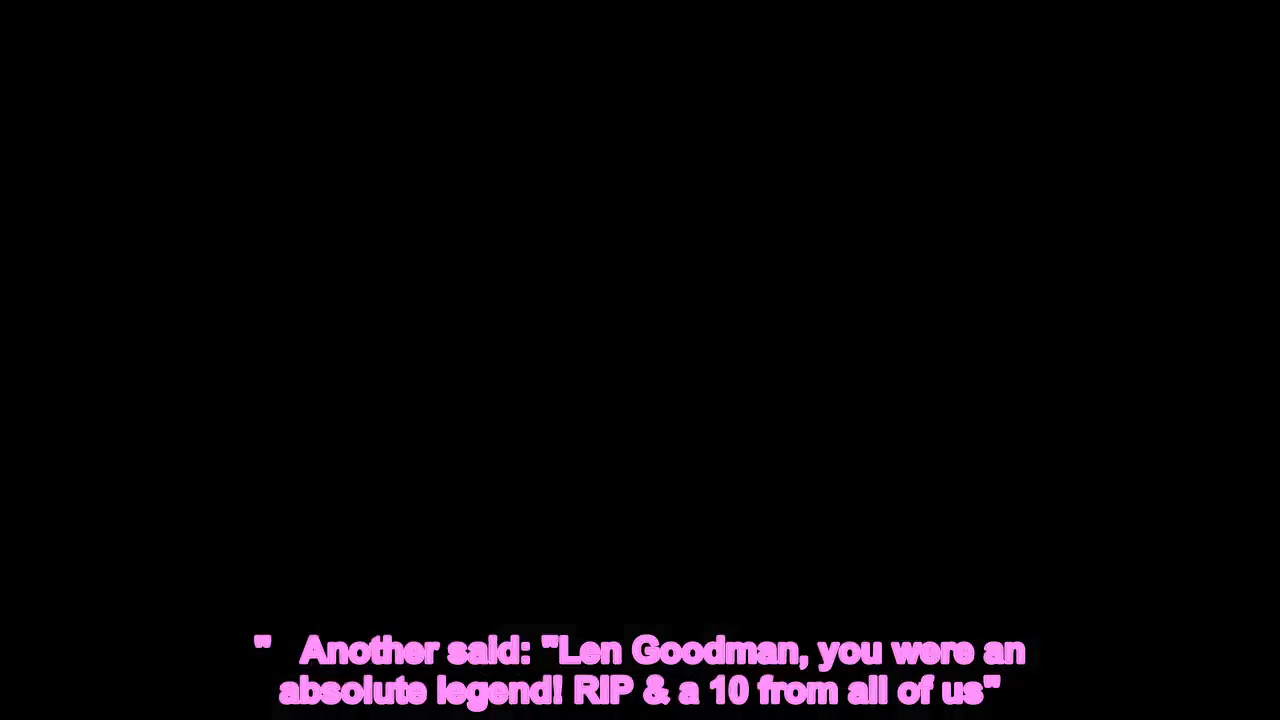 "   Another said: "Len Goodman, you were an
absolute legend! RIP & a 10 from all of us"